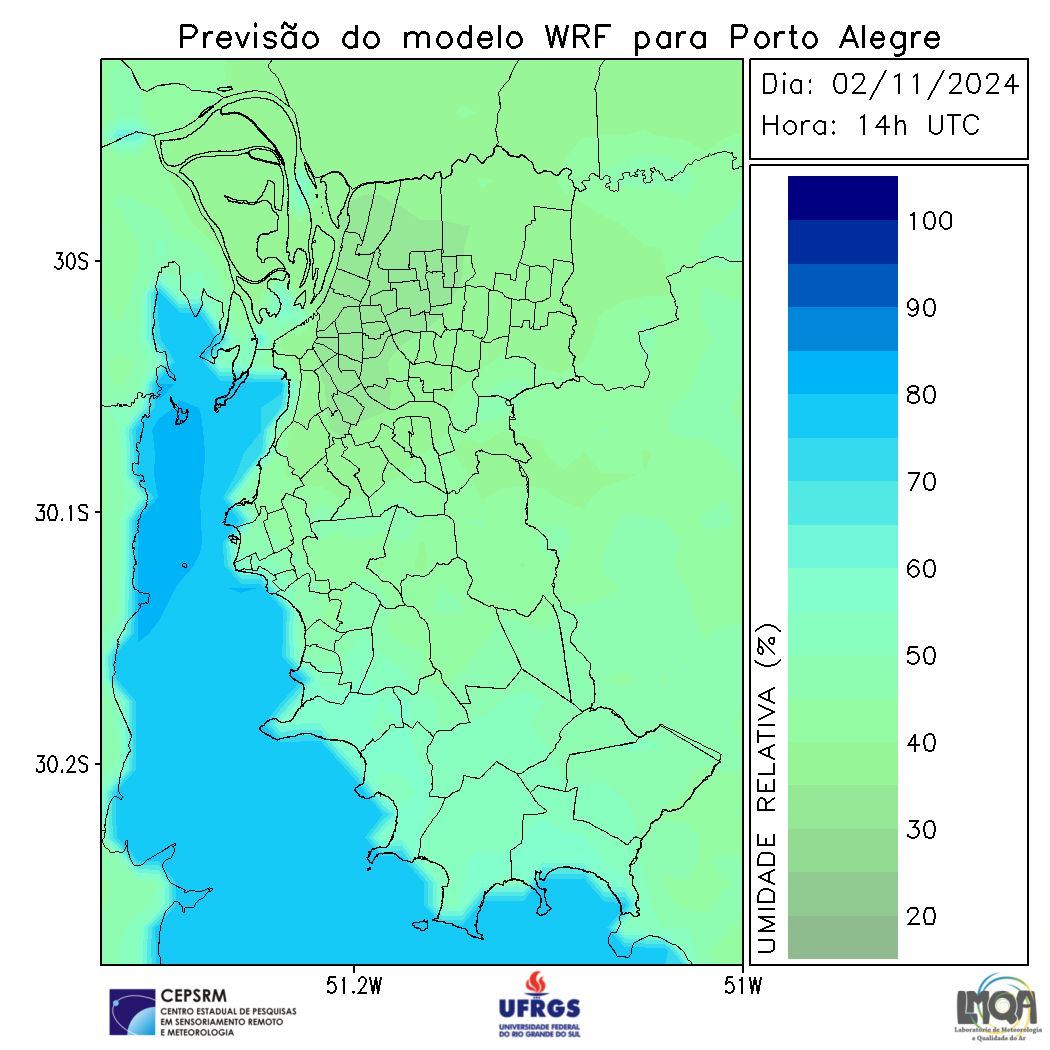 Previsão do modelo WRF para Porto Alegre
Dia: 02/11/2024
Hora: 14h UTC
30S
30.1S
30.2S
51.2W
51W
100
90
80
70
60
50
40
30
20
UMIDADE RELATIVA (%)
CEPSRM
CENTRO ESTADUAL DE PESQUISAS
EM SENSORIAMENTO REMOTO
E METEOROLOGIA
UFRGS
UNIVERSIDADE FEDERAL
DO RIO GRANDE DO SUL
LMQA
Laboratório de Meteorologia
e Qualidade do Ar